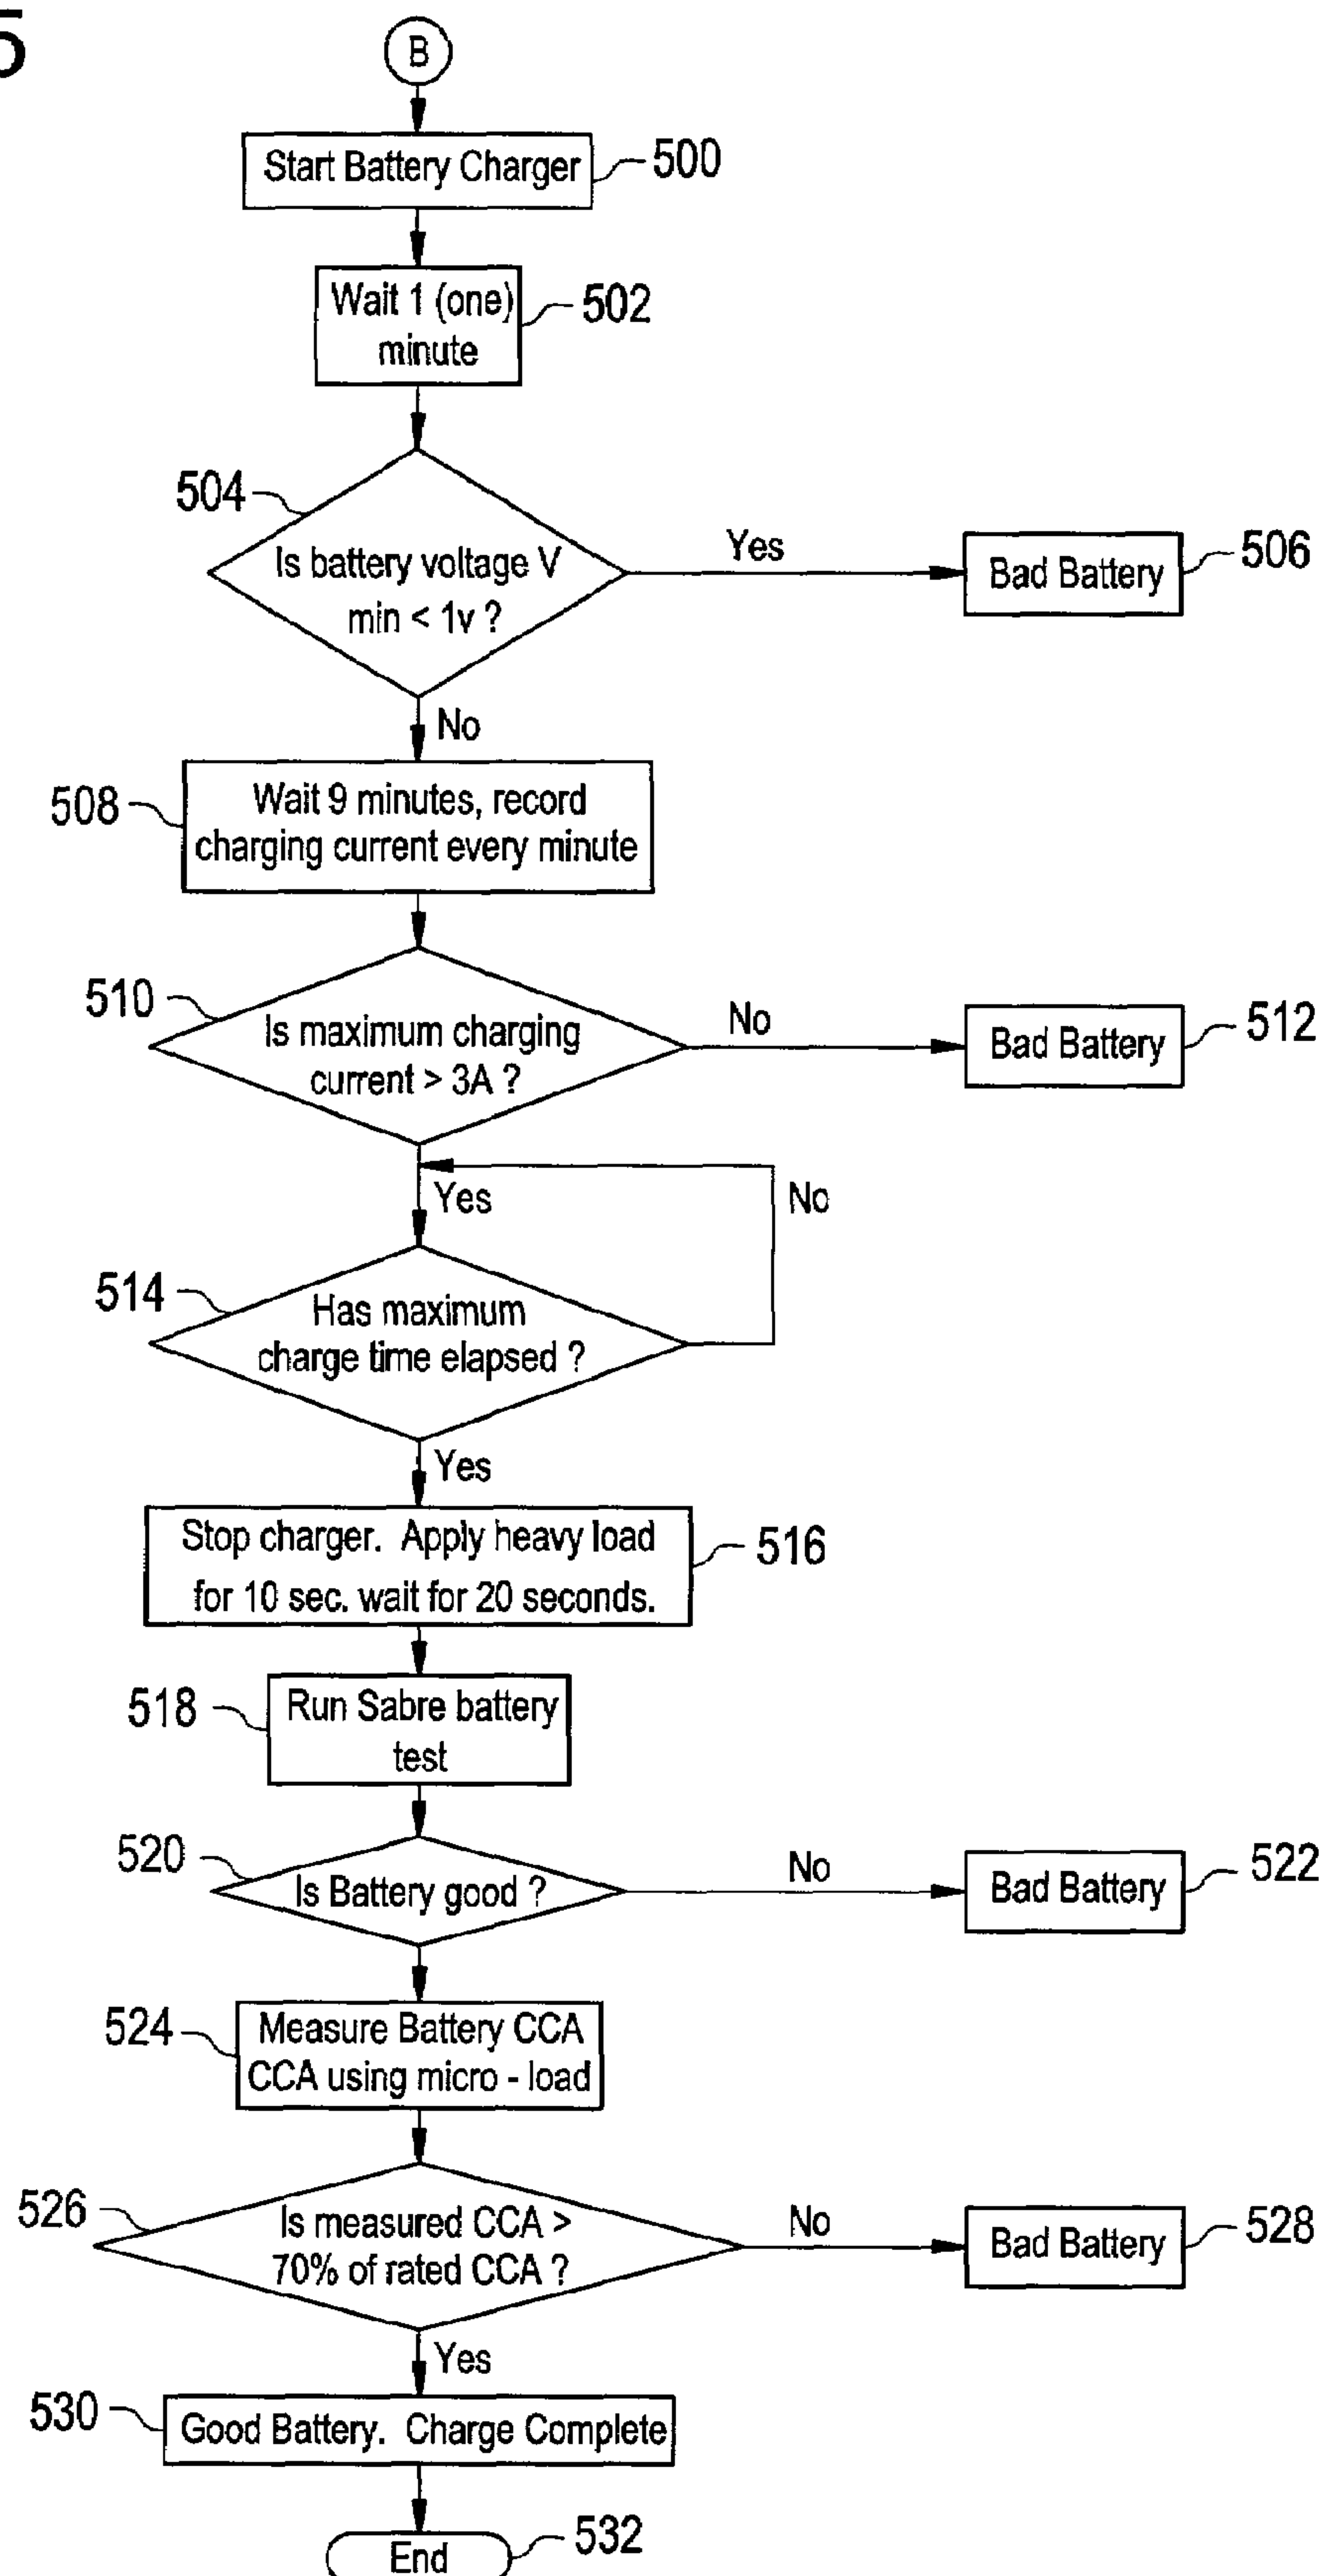 5
B
Start Battery Charger
500
Wait 1 (one)
minute
502
504
Is battery voltage V
min < 1v ?
Yes
Bad Battery
506
No
508
Wait 9 minutes, record
charging current every minute
510
Is maximum charging
current > 3A ?
No
Bad Battery
512
Yes
No
514
Has maximum
charge time elapsed ?
Yes
Stop charger. Apply heavy load
for 10 sec. wait for 20 seconds.
516
518
Run Sabre battery
test
520
Is Battery good ?
No
Bad Battery
522
524
Measure Battery CCA
CCA using micro - load
526
Is measured CCA >
70% of rated CCA ?
No
Bad Battery
528
Yes
530
Good Battery. Charge Complete
End
532